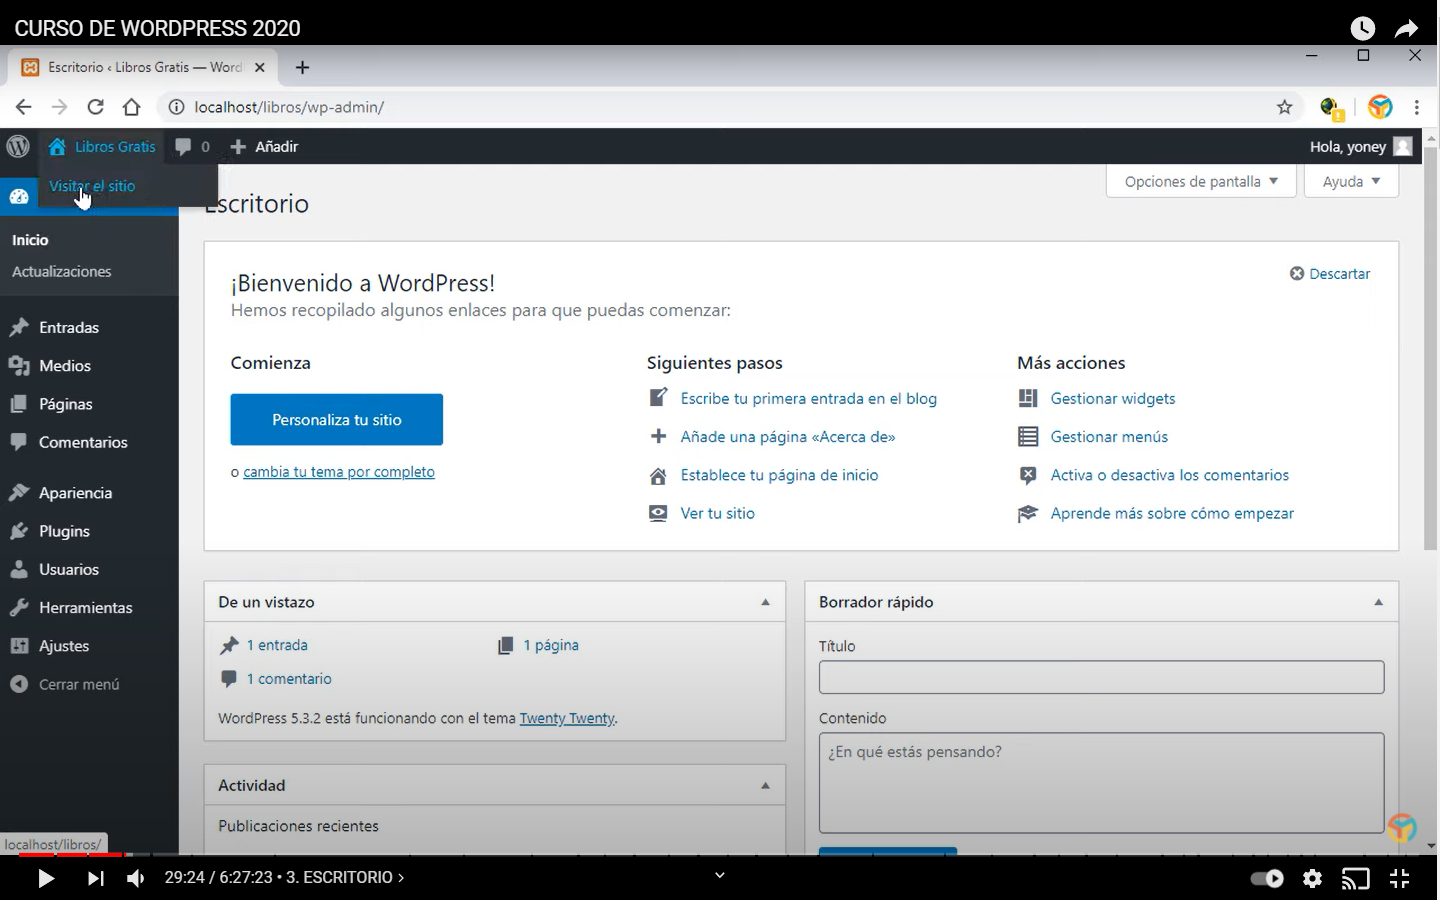 CURSO DE WORDPRESS 2020
Escritorio ‹ Libros Gratis — Word
localhost/libros/wp-admin/
Libros Gratis
0
Añadir
Hola, yoney
Visitar el sitio
Opciones de pantalla
Ayuda
Escritorio
Inicio
Actualizaciones
Entradas
Medios
Páginas
Comentarios
Apariencia
Plugins
Usuarios
Herramientas
Ajustes
Cerrar menú
¡Bienvenido a WordPress!
Descartar
Hemos recopilado algunos enlaces para que puedas comenzar:
Comienza
Personaliza tu sitio
o cambia tu tema por completo
Siguientes pasos
Escribe tu primera entrada en el blog
Añade una página «Acerca de»
Establece tu página de inicio
Ver tu sitio
Más acciones
Gestionar widgets
Gestionar menús
Activa o desactiva los comentarios
Aprende más sobre cómo empezar
De un vistazo
1 entrada
1 página
1 comentario
WordPress 5.3.2 está funcionando con el tema Twenty Twenty.
Actividad
Publicaciones recientes
Borrador rápido
Título
Contenido
¿En qué estás pensando?
localhost/libros/
29:24 / 6:27:23 • 3. ESCRITORIO ›